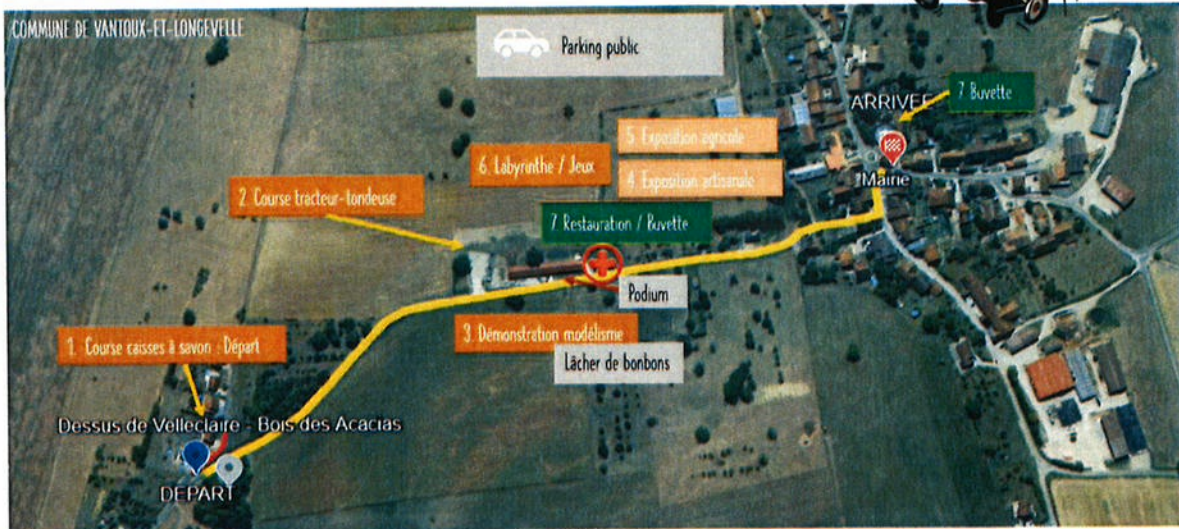 COMMUNE DE VANTOUX-ET-LONGEVELLE
Parking public
ARRIVEE
7. Buvette
5. Exposition agricole
6. Labyrinthe / Jeux
4. Exposition artisanale
Mairie
2. Course tracteur-tondeuse
7. Restauration / Buvette
Podium
1. Course caisses à savon - Départ
3. Démonstration modélisme
Lâcher de bonbons
Dessus de Velleclaire - Bois des Acacias
DEPART